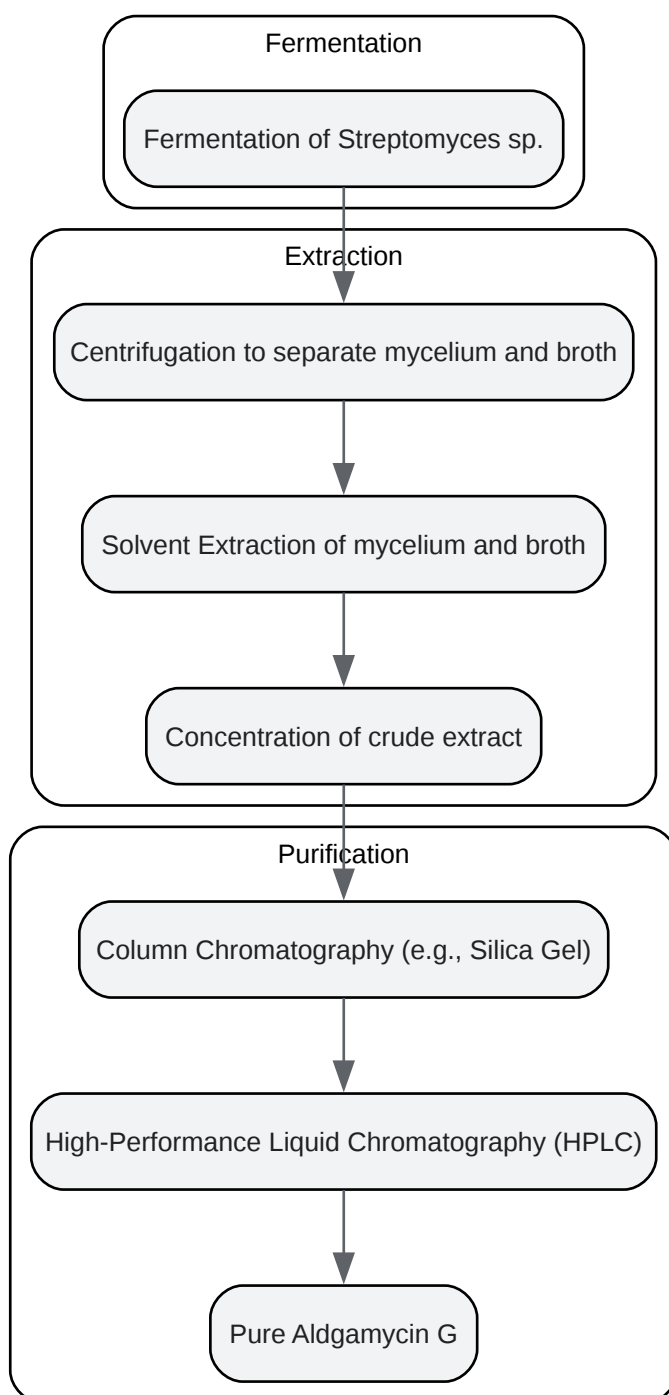 Fermentation
Fermentation of Streptomyces sp.
Extraction
Centrifugation to separate mycelium and broth
Solvent Extraction of mycelium and broth
Concentration of crude extract
Purification
Column Chromatography (e.g., Silica Gel)
High-Performance Liquid Chromatography (HPLC)
Pure Aldgamycin G